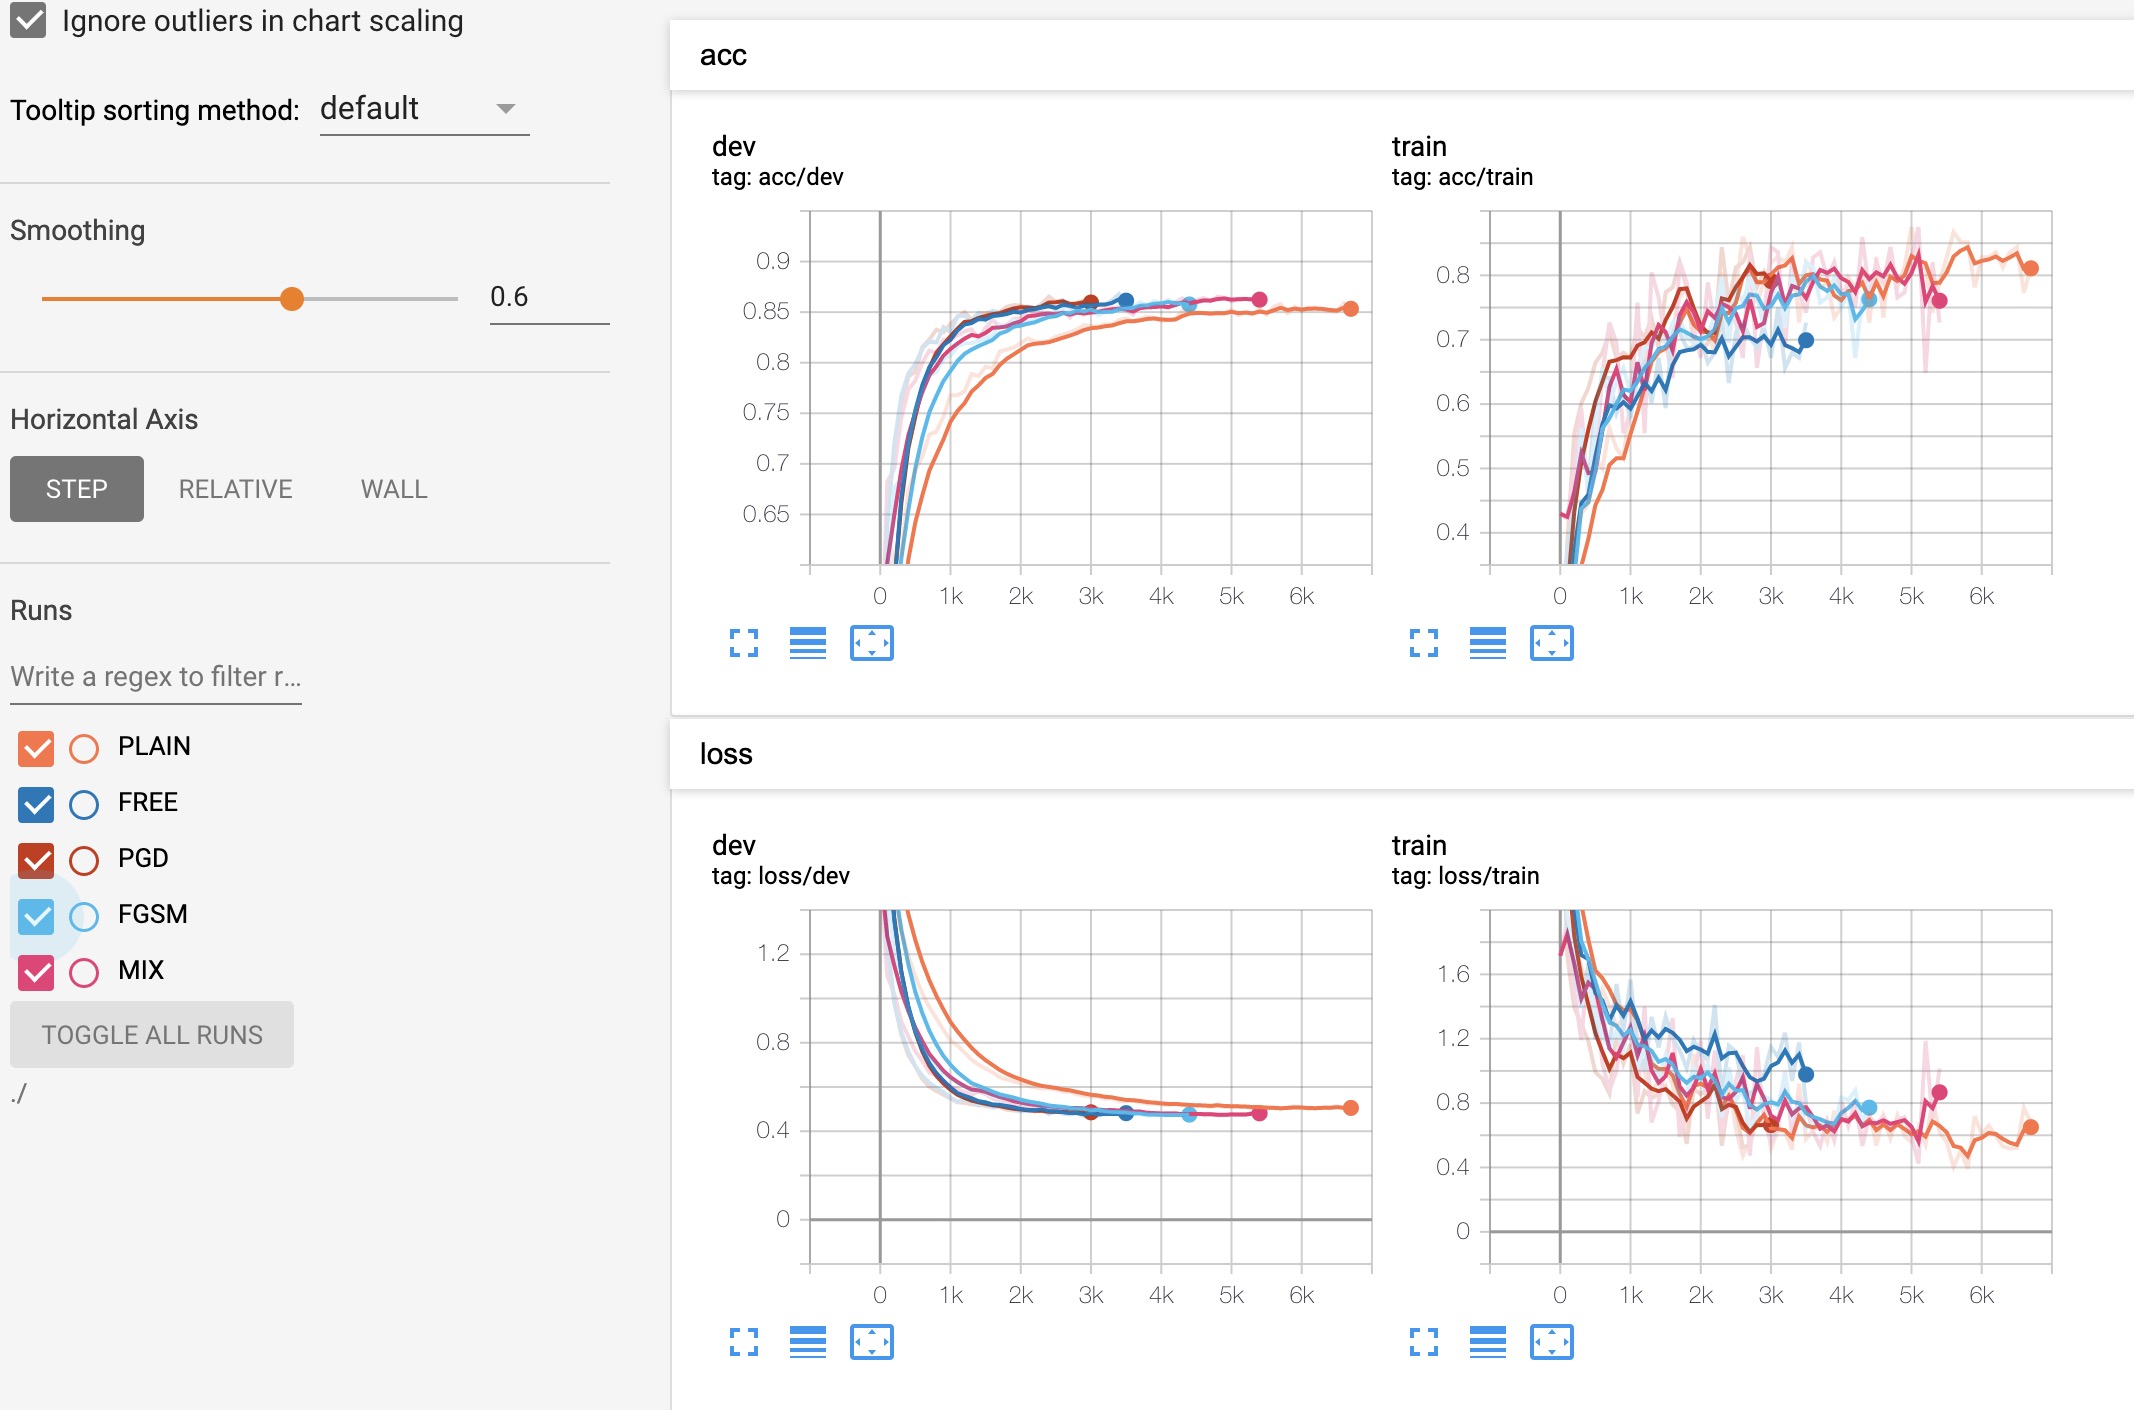 Ignore outliers in chart scaling
Tooltip sorting method: default
Smoothing
0.6
Horizontal Axis
STEP RELATIVE WALL
Runs
Write a regex to filter r...
PLAIN
FREE
PGD
FGSM
MIX
TOGGLE ALL RUNS
./
acc
dev
tag: acc/dev
0.9
0.85
0.8
0.75
0.7
0.65
0 1k 2k 3k 4k 5k 6k
train
tag: acc/train
0.8
0.7
0.6
0.5
0.4
0 1k 2k 3k 4k 5k 6k
loss
dev
tag: loss/dev
1.2
0.8
0.4
0
0 1k 2k 3k 4k 5k 6k
train
tag: loss/train
1.6
1.2
0.8
0.4
0
0 1k 2k 3k 4k 5k 6k